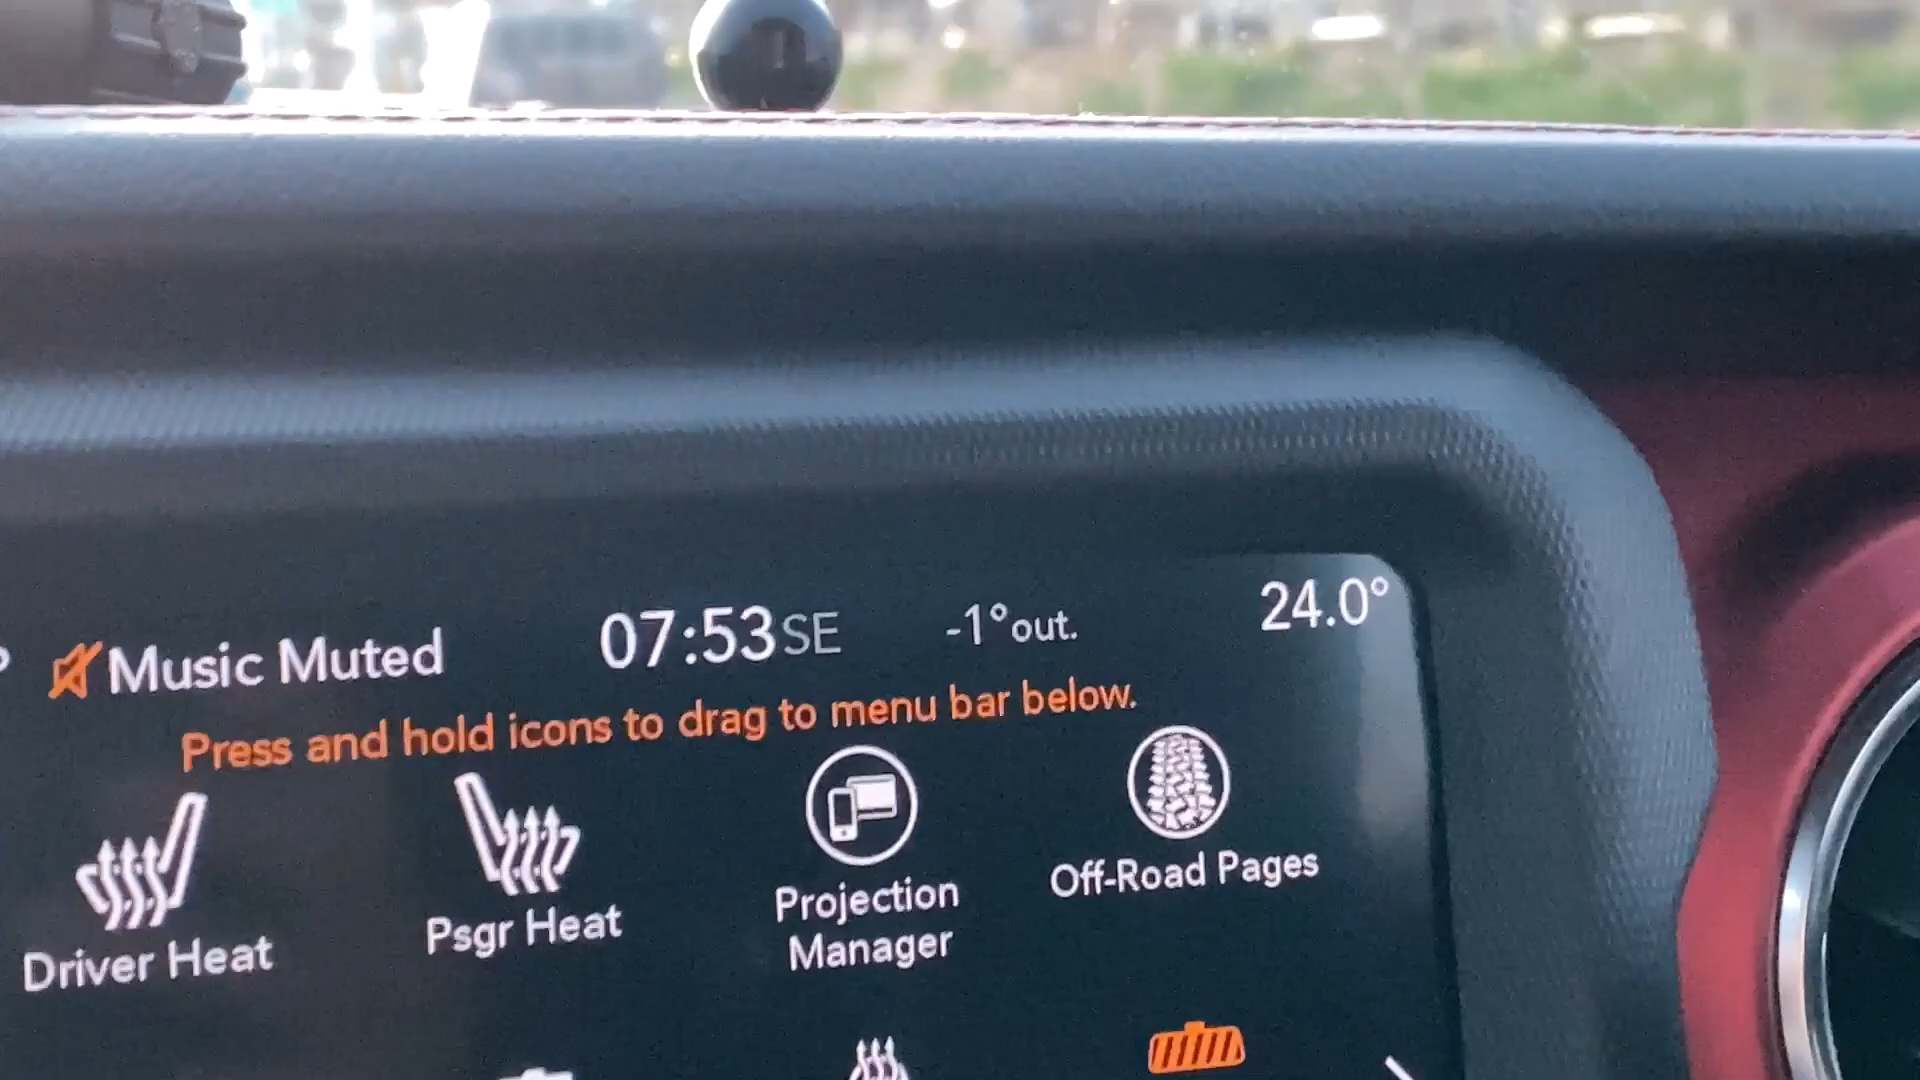 Music Muted 07:53 SE -1° out. 24.0°
Press and hold icons to drag to menu bar below.
Driver Heat
Psgr Heat
Projection
Manager
Off-Road Pages